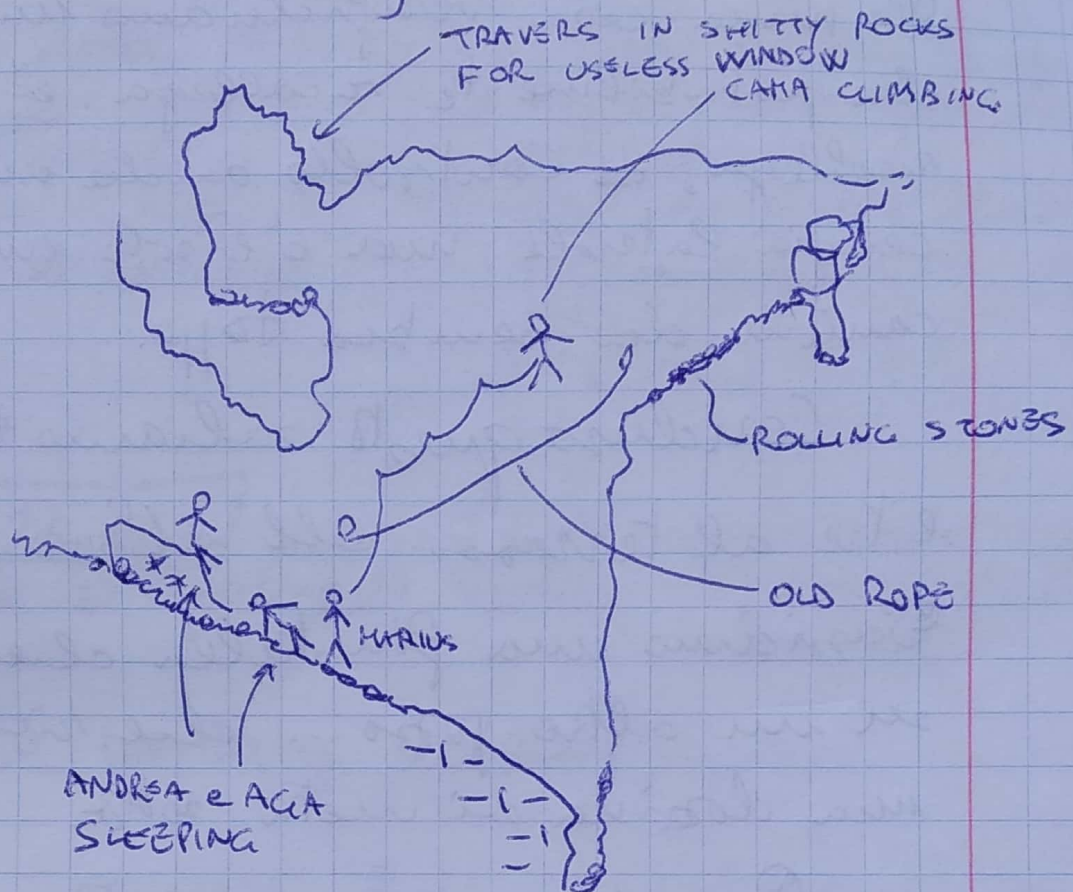 TRAVERS IN SHITTY ROCKS
FOR USELESS WINDOW
CAMA CLIMBING
ROLLING STONES
OLD ROPE
MARIUS
ANDREA e AGA
SLEEPING